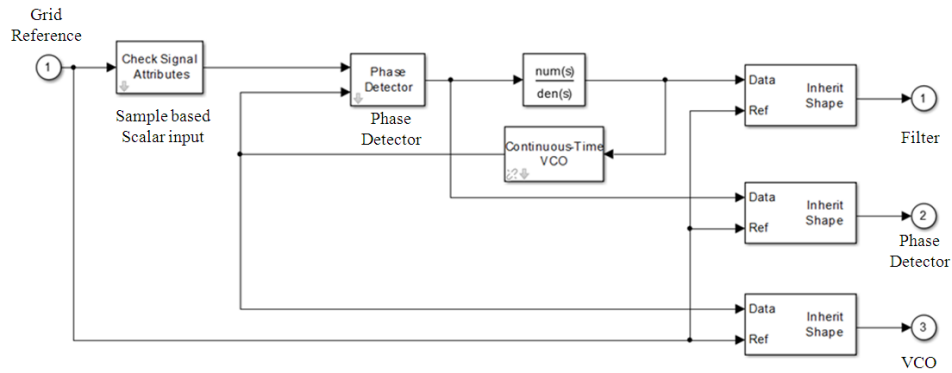 Grid
Reference
1
Check Signal
Attributes
Sample based
Scalar input
Phase
Detector
Phase
Detector
num(s)
den(s)
Continuous-Time
VCO
Data
Ref
Inherit
Shape
1
Filter
Data
Ref
Inherit
Shape
2
Phase
Detector
Data
Ref
Inherit
Shape
3
VCO